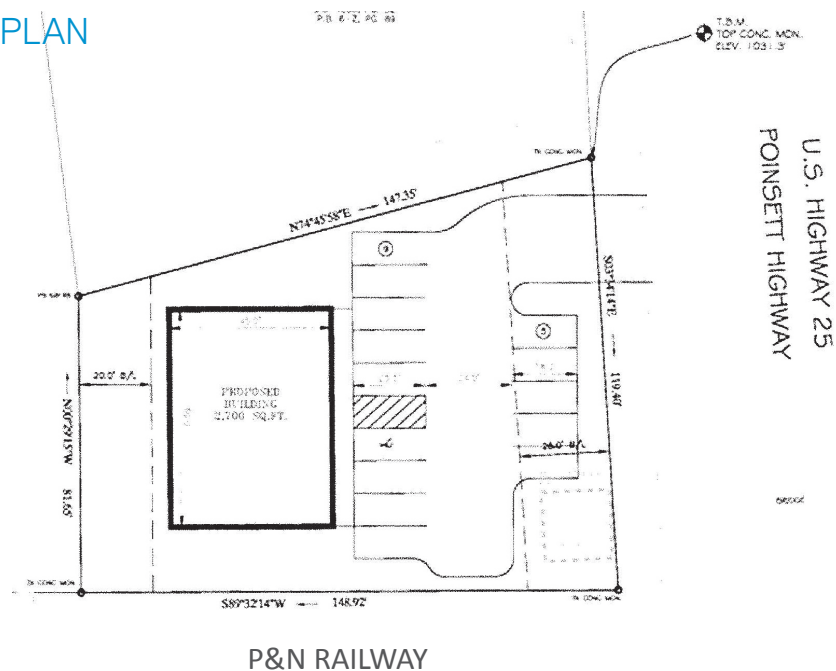 PLAN
P.B. 6-Z, PG. 89
T.B.M.
TOP CONC. MON.
ELEV. 1031.3'
U.S. HIGHWAY 25
POINSETT HIGHWAY
N74°45'58"E — 147.35'
9
S03°34'14"E — 119.40'
5
20.0' B/L
PROPOSED
BUILDING
2,700 SQ.FT.
26.0' B/L
N00°29'15"W 81.65'
S89°32'14"W — 148.92'
P&N RAILWAY